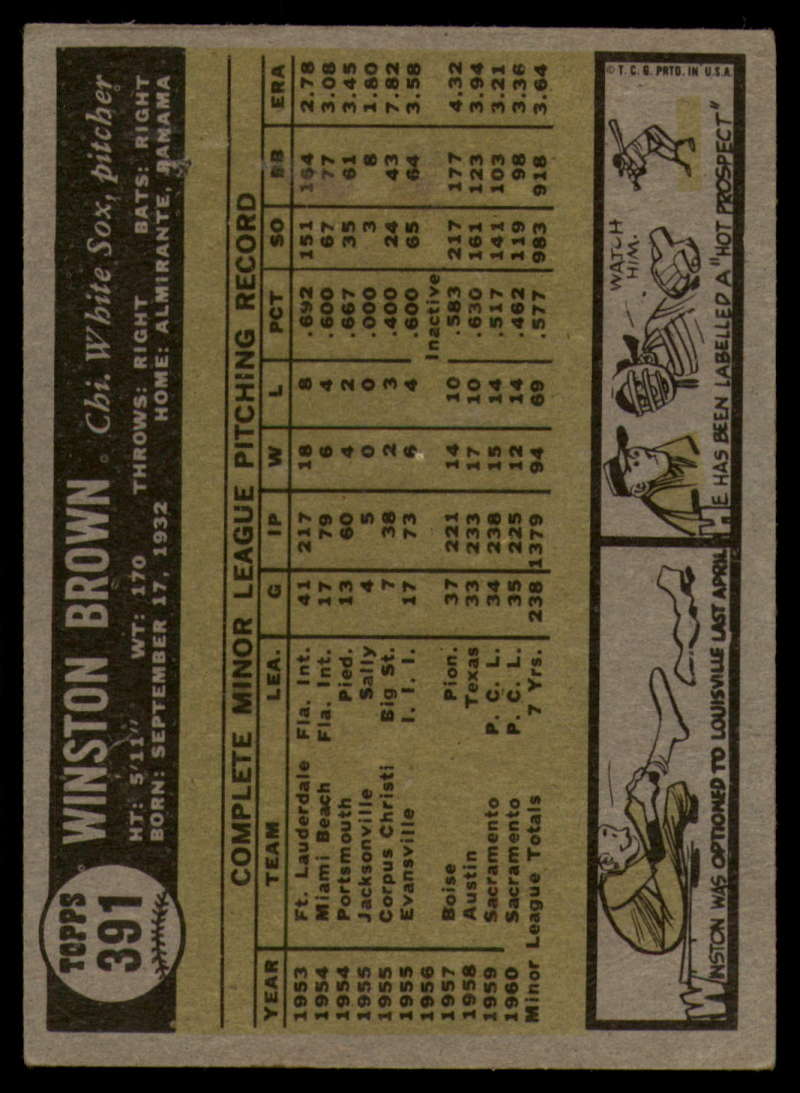 TOPPS
391
WINSTON BROWN • Chi. White Sox, pitcher
HT: 5'11" WT: 170 THROWS: RIGHT BATS: RIGHT
BORN: SEPTEMBER 17, 1932 HOME: ALMIRANTE, PANAMA
COMPLETE MINOR LEAGUE PITCHING RECORD
YEAR TEAM LEA. G IP W L PCT SO BB ERA
1953 Ft. Lauderdale Fla. Int. 41 217 18 8 .692 151 164 2.78
1954 Miami Beach Fla. Int. 17 79 6 4 .600 67 77 3.08
1954 Portsmouth Pied. 13 60 4 2 .667 35 61 3.45
1955 Jacksonville Sally 4 5 0 0 .000 3 8 1.80
1955 Corpus Christi Big St. 7 38 2 3 .400 24 43 7.82
1955 Evansville I. I. I. 17 73 6 4 .600 65 64 3.58
1956 Inactive
1957 Boise Pion. 37 221 14 10 .583 217 177 4.32
1958 Austin Texas 33 233 17 10 .630 161 123 3.94
1959 Sacramento P. C. L. 34 238 15 14 .517 141 103 3.21
1960 Sacramento P. C. L. 35 225 12 14 .462 119 98 3.36
Minor League Totals 7 Yrs. 238 1379 94 69 .577 983 918 3.64
WINSTON WAS OPTIONED TO LOUISVILLE LAST APRIL.
© T. C. G. PRTD. IN U.S.A.
WATCH
HIM.
HE HAS BEEN LABELLED A "HOT PROSPECT"